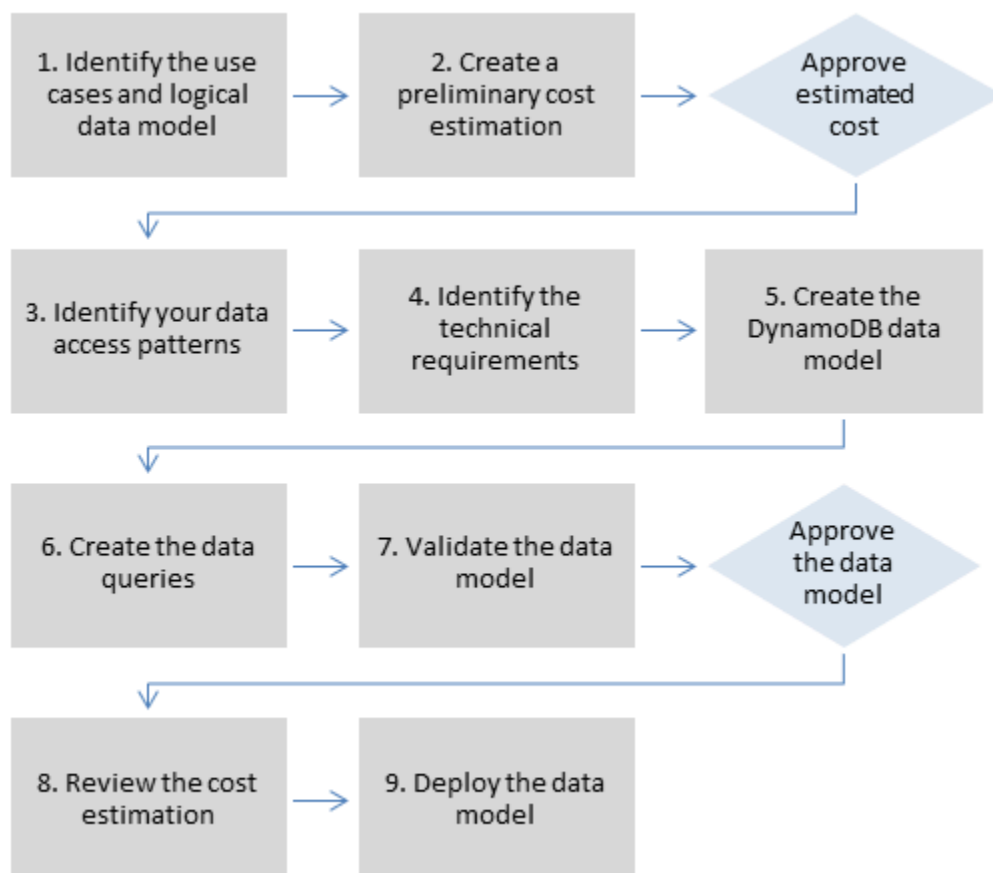 1. Identify the use
cases and logical
data model
2. Create a
preliminary cost
estimation
Approve
estimated
cost
3. Identify your data
access patterns
4. Identify the
technical
requirements
5. Create the
DynamoDB data
model
6. Create the data
queries
7. Validate the data
model
Approve
the data
model
8. Review the cost
estimation
9. Deploy the data
model